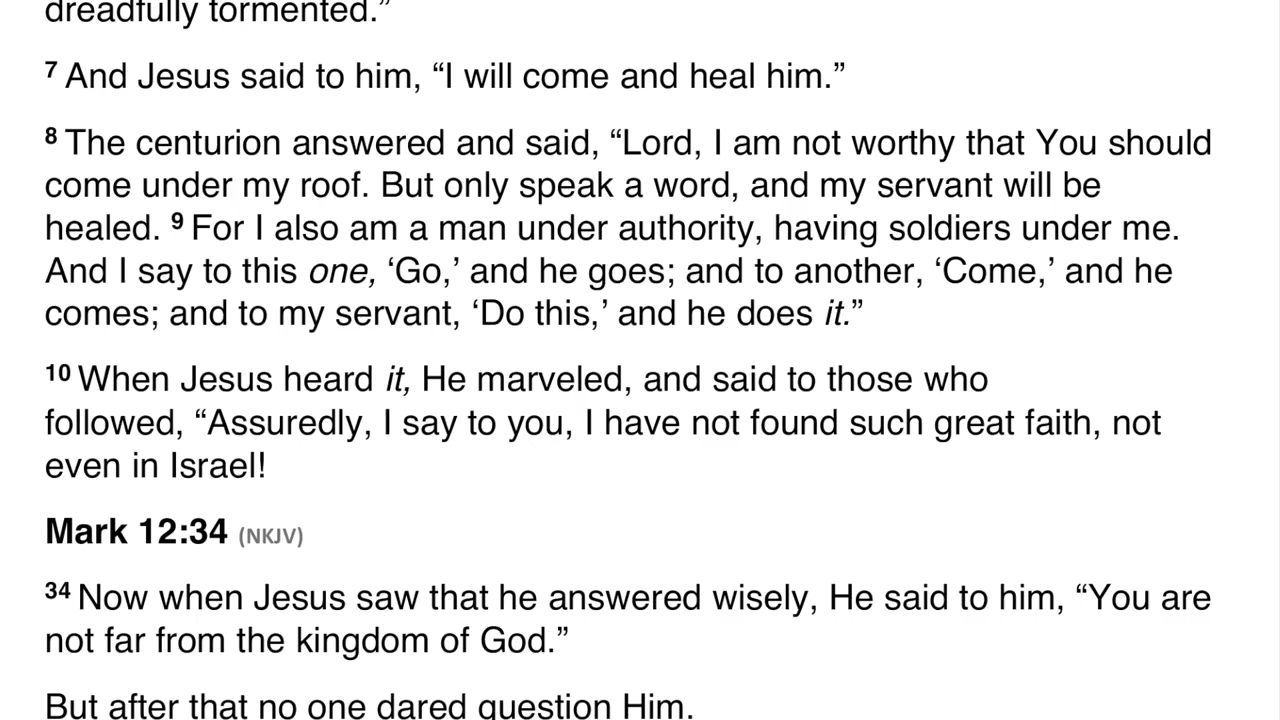 dreadfully tormented.”
7 And Jesus said to him, “I will come and heal him.”
8 The centurion answered and said, “Lord, I am not worthy that You should
come under my roof. But only speak a word, and my servant will be
healed. 9 For I also am a man under authority, having soldiers under me.
And I say to this one, ‘Go,’ and he goes; and to another, ‘Come,’ and he
comes; and to my servant, ‘Do this,’ and he does it.”
10 When Jesus heard it, He marveled, and said to those who
followed, “Assuredly, I say to you, I have not found such great faith, not
even in Israel!
Mark 12:34 (NKJV)
34 Now when Jesus saw that he answered wisely, He said to him, “You are
not far from the kingdom of God.”
But after that no one dared question Him.